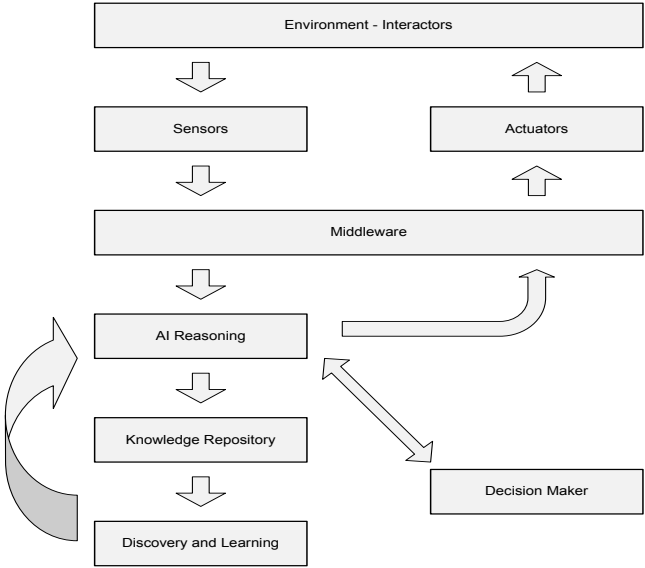 Environment - Interactors
Sensors
Actuators
Middleware
AI Reasoning
Knowledge Repository
Decision Maker
Discovery and Learning